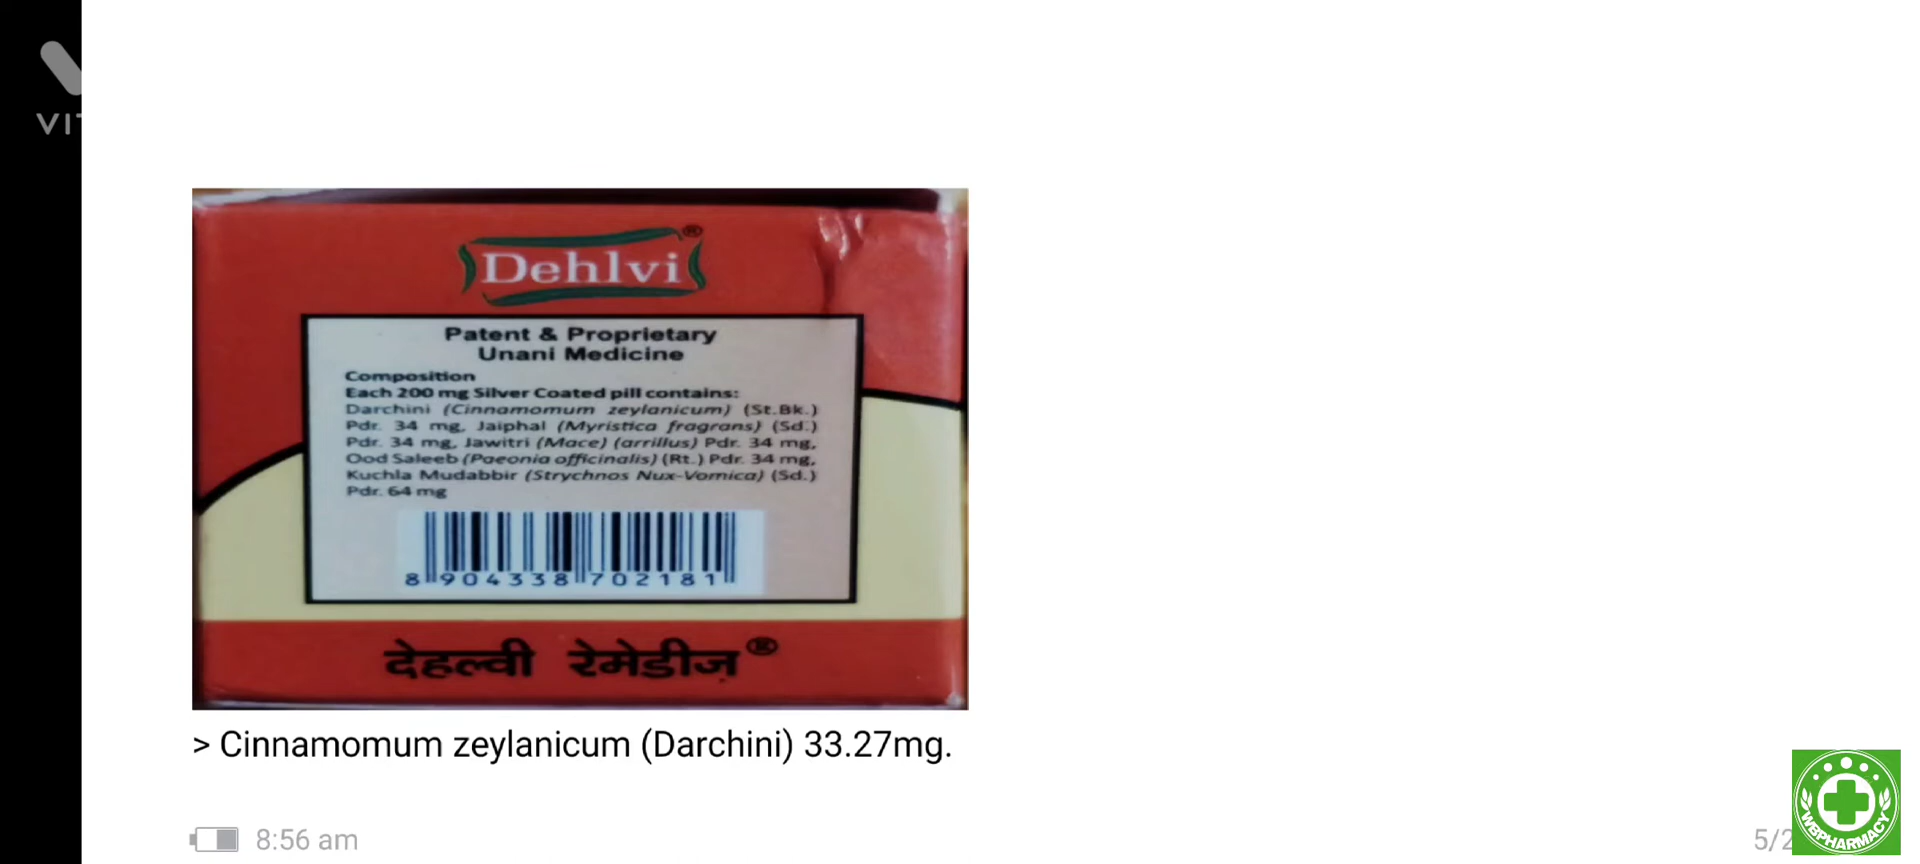 VIT
Dehlvi®
Patent & Proprietary
Unani Medicine
Composition
Each 200 mg Silver Coated pill contains:
Darchini (Cinnamomum zeylanicum) (St.Bk.)
Pdr. 34 mg, Jaiphal (Myristica fragrans) (Sd.)
Pdr. 34 mg, Jawitri (Mace) (arrillus) Pdr. 34 mg,
Ood Saleeb (Paeonia officinalis) (Rt.) Pdr. 34 mg,
Kuchla Mudabbir (Strychnos Nux-Vomica) (Sd.)
Pdr. 64 mg
8 904338 702181
देहल्वी रेमेडीज़®
> Cinnamomum zeylanicum (Darchini) 33.27mg.
8:56 am
5/2
WEBPHARMACY